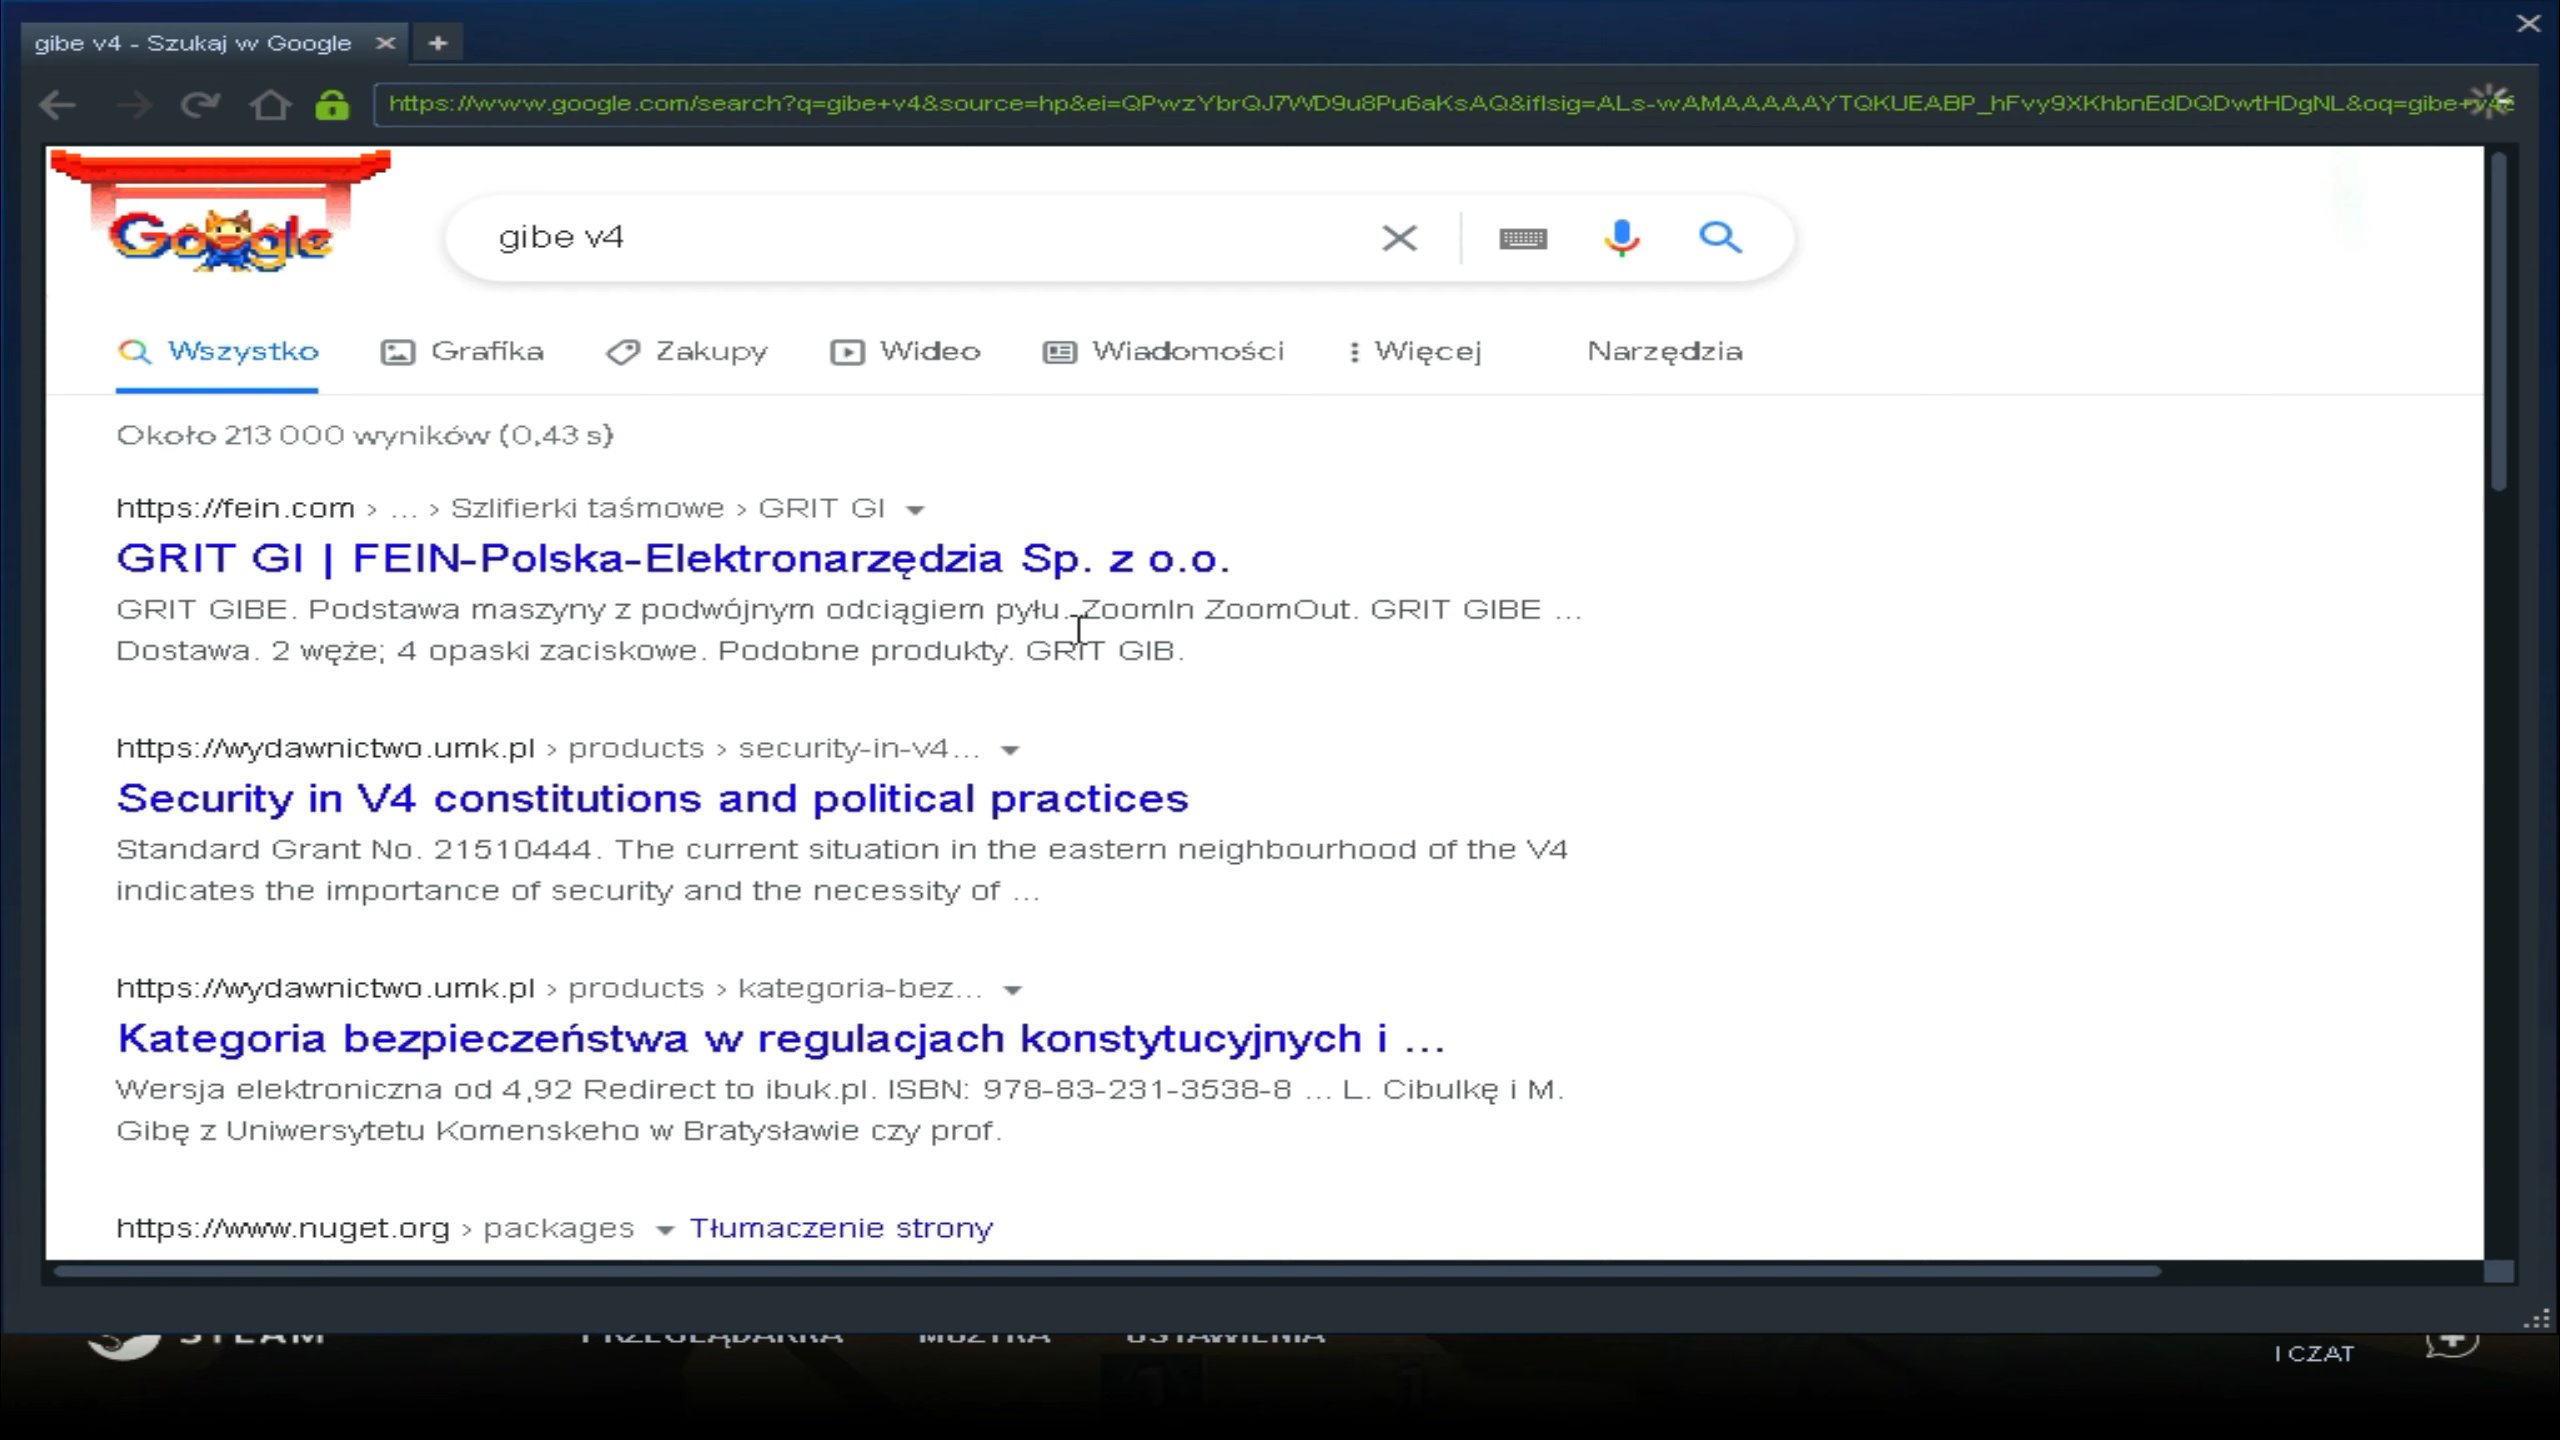 gibe v4 - Szukaj w Google
https://www.google.com/search?q=gibe+v4&source=hp&ei=QPwzYbrQJ7WD9u8Pu6aKsAQ&iflsig=ALs-wAMAAAAAYTQKUEABP_hFvy9XKhbnEdDQDwtHDgNL&oq=gibe+v4&
Google
gibe v4
Wszystko Grafika Zakupy Wideo Wiadomości Więcej Narzędzia
Około 213 000 wyników (0,43 s)
https://fein.com › ... › Szlifierki taśmowe › GRIT GI
GRIT GI | FEIN-Polska-Elektronarzędzia Sp. z o.o.
GRIT GIBE. Podstawa maszyny z podwójnym odciągiem pyłu. ZoomIn ZoomOut. GRIT GIBE ...
Dostawa. 2 węże; 4 opaski zaciskowe. Podobne produkty. GRIT GIB.
https://wydawnictwo.umk.pl › products › security-in-v4...
Security in V4 constitutions and political practices
Standard Grant No. 21510444. The current situation in the eastern neighbourhood of the V4
indicates the importance of security and the necessity of ...
https://wydawnictwo.umk.pl › products › kategoria-bez...
Kategoria bezpieczeństwa w regulacjach konstytucyjnych i ...
Wersja elektroniczna od 4,92 Redirect to ibuk.pl. ISBN: 978-83-231-3538-8 ... L. Cibulkę i M.
Gibę z Uniwersytetu Komenskeho w Bratysławie czy prof.
https://www.nuget.org › packages Tłumaczenie strony
STEAM PRZEGLĄDARKA MUZYKA USTAWIENIA
I CZAT